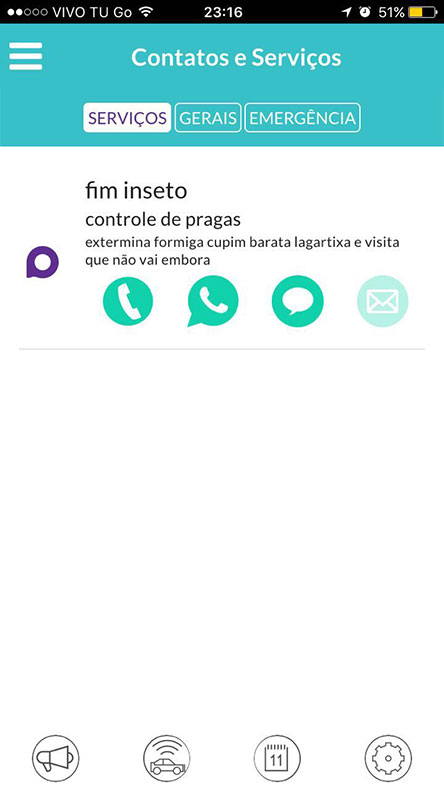 VIVO TU Go 23:16 51%
Contatos e Serviços
SERVIÇOS GERAIS EMERGÊNCIA
fim inseto
controle de pragas
extermina formiga cupim barata lagartixa e visita
que não vai embora
11